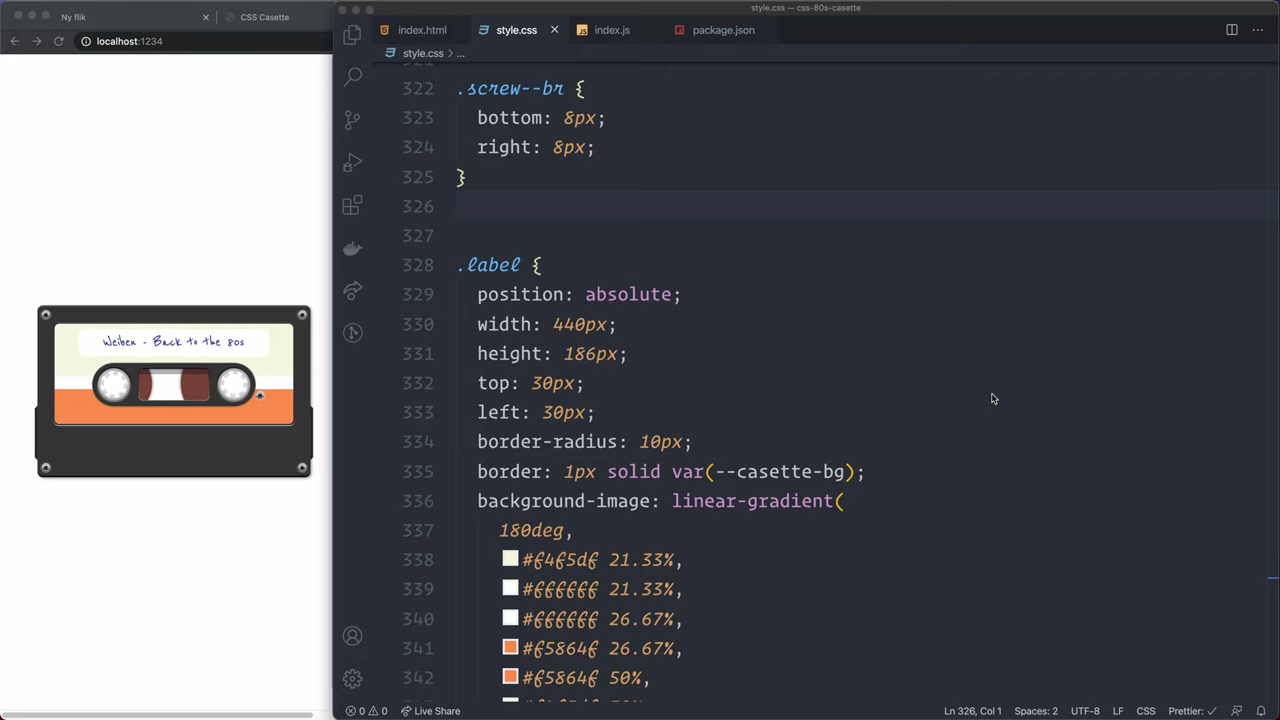 style.css — css-80s-casette
Ny flik
CSS Casette
index.html
style.css
index.js
package.json
localhost:1234
style.css > ...
322 .screw--br {
323 bottom: 8px;
324 right: 8px;
325 }
326
327
328 .label {
329 position: absolute;
330 width: 440px;
331 height: 186px;
332 top: 30px;
333 left: 30px;
334 border-radius: 10px;
335 border: 1px solid var(--casette-bg);
336 background-image: linear-gradient(
337 180deg,
338 #f4f5df 21.33%,
339 #ffffff 21.33%,
340 #ffffff 26.67%,
341 #f5864f 26.67%,
342 #f5864f 50%,
Weiben - Back to the 80s
0 0
Live Share
Ln 326, Col 1
Spaces: 2
UTF-8
LF
CSS
Prettier: ✓